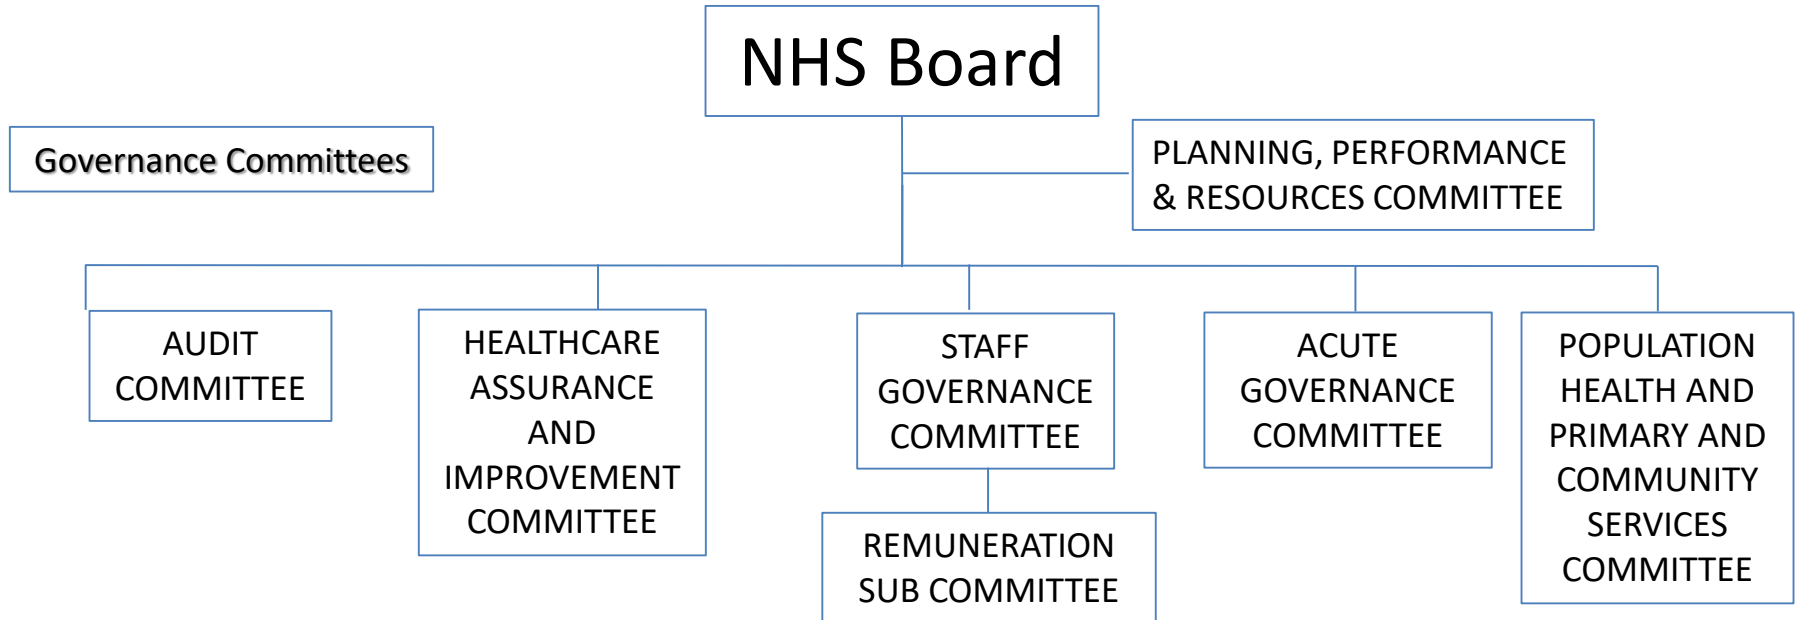 NHS Board
Governance Committees
PLANNING, PERFORMANCE
& RESOURCES COMMITTEE
AUDIT
COMMITTEE
HEALTHCARE
ASSURANCE
AND
IMPROVEMENT
COMMITTEE
STAFF
GOVERNANCE
COMMITTEE
REMUNERATION
SUB COMMITTEE
ACUTE
GOVERNANCE
COMMITTEE
POPULATION
HEALTH AND
PRIMARY AND
COMMUNITY
SERVICES
COMMITTEE